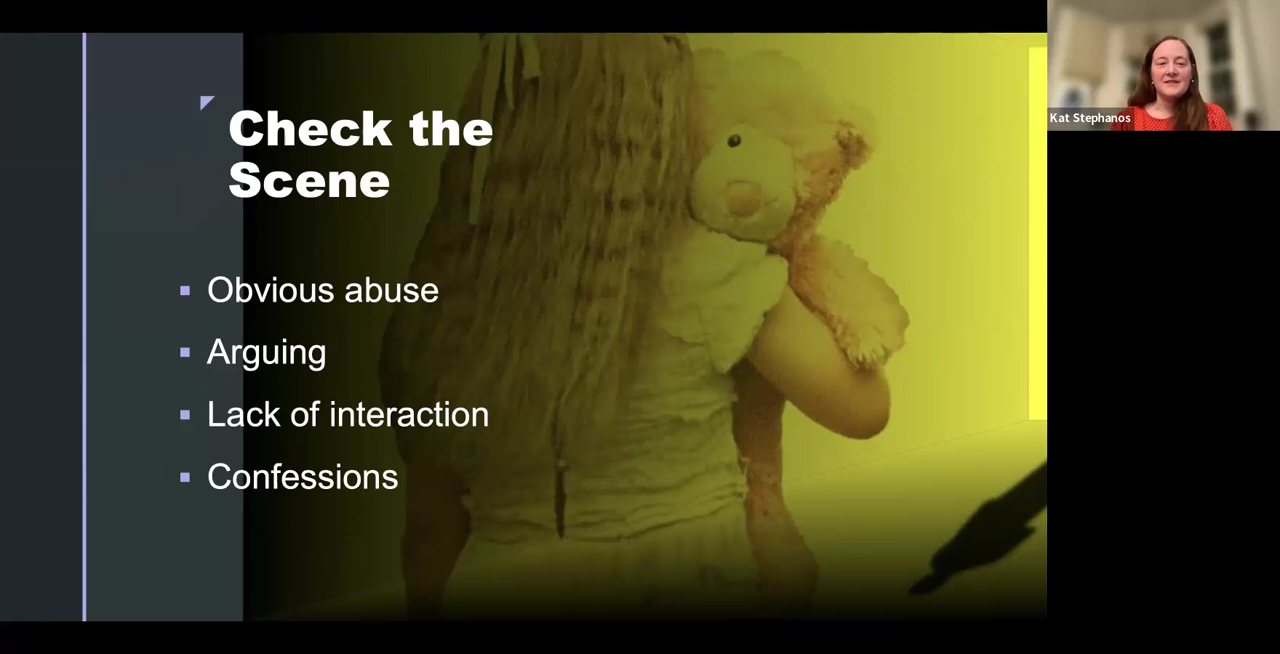 Check the
Scene
Obvious abuse
Arguing
Lack of interaction
Confessions
Kat Stephanos